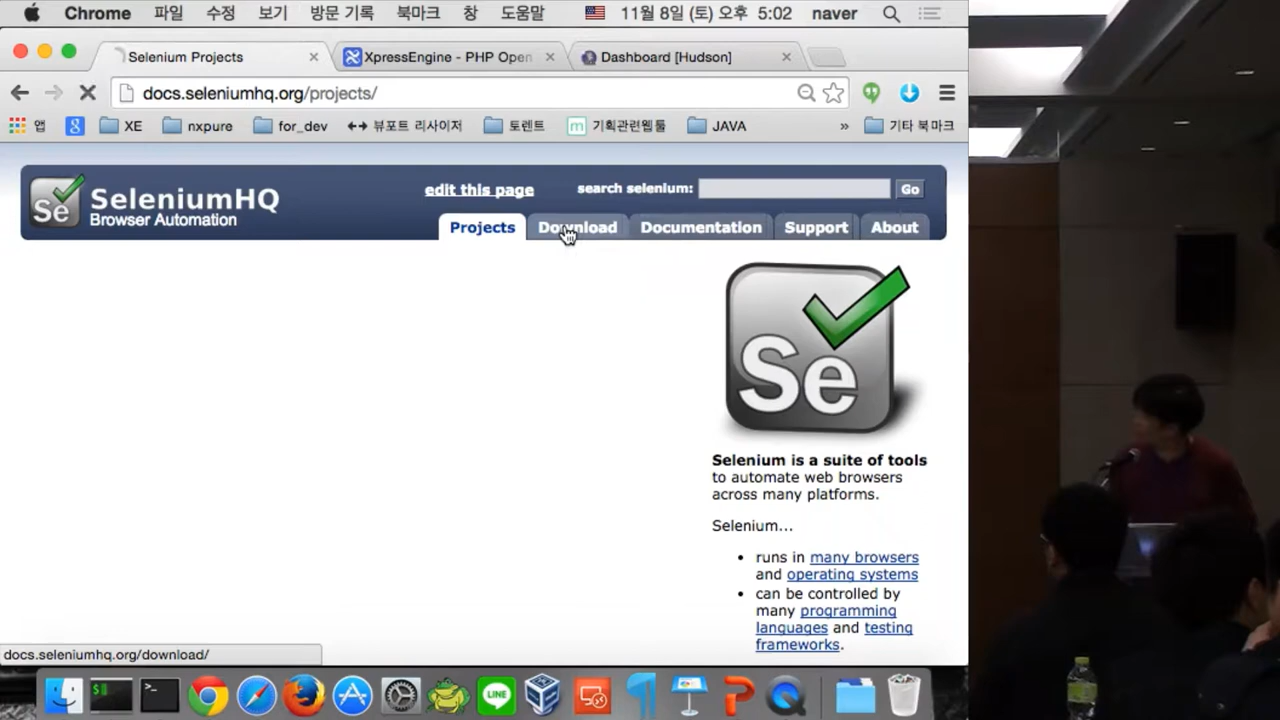 Chrome 파일 수정 보기 방문 기록 북마크 창 도움말 11월 8일 (토) 오후 5:02 naver
Selenium Projects
XpressEngine - PHP Open
Dashboard [Hudson]
docs.seleniumhq.org/projects/
앱 XE nxpure for_dev 뷰포트 리사이저 토렌트 m 기획관련웹툴 JAVA » 기타 북마크
Se SeleniumHQ
Browser Automation
edit this page search selenium: Go
Projects Download Documentation Support About
Se
Selenium is a suite of tools
to automate web browsers
across many platforms.
Selenium...
• runs in many browsers
and operating systems
• can be controlled by
many programming
languages and testing
frameworks.
docs.seleniumhq.org/download/
LINE